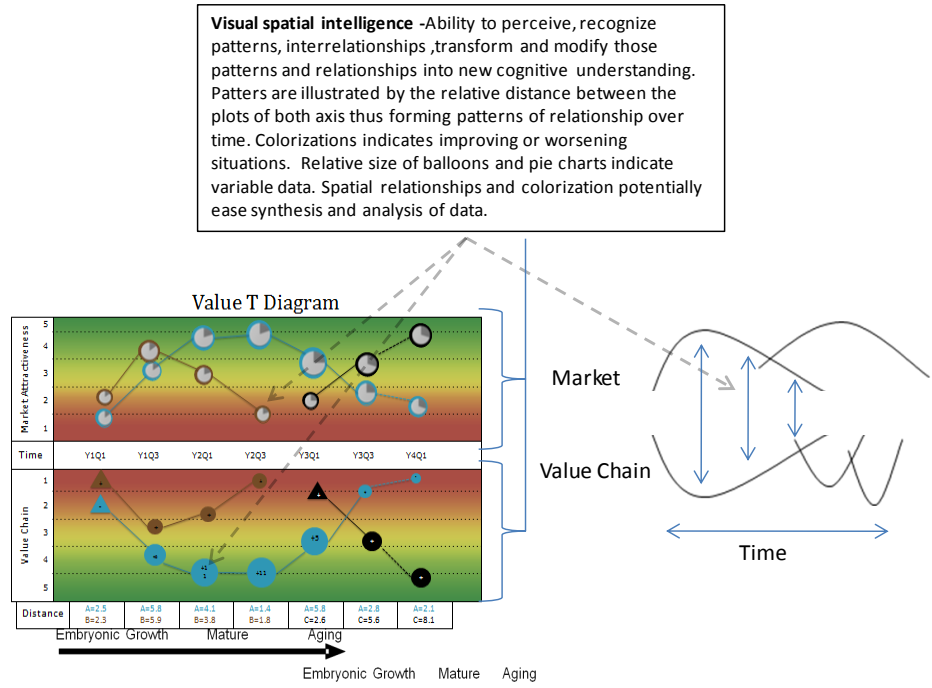 Visual spatial intelligence -Ability to perceive, recognize
patterns, interrelationships ,transform and modify those
patterns and relationships into new cognitive understanding.
Patters are illustrated by the relative distance between the
plots of both axis thus forming patterns of relationship over
time. Colorizations indicates improving or worsening
situations. Relative size of balloons and pie charts indicate
variable data. Spatial relationships and colorization potentially
ease synthesis and analysis of data.
Value T Diagram
Market Attractiveness
5
4
3
2
1
Time
Y1Q1
Y1Q3
Y2Q1
Y2Q3
Y3Q1
Y3Q3
Y4Q1
Value Chain
1
2
3
4
5
+5
+11
Distance
A=2.5
B=2.3
A=5.8
B=5.9
A=4.1
B=3.8
A=1.4
B=1.8
A=5.8
C=2.6
A=2.8
C=5.6
A=2.1
C=8.1
Embryonic Growth Mature Aging
Embryonic Growth Mature Aging
Market
Value Chain
Time